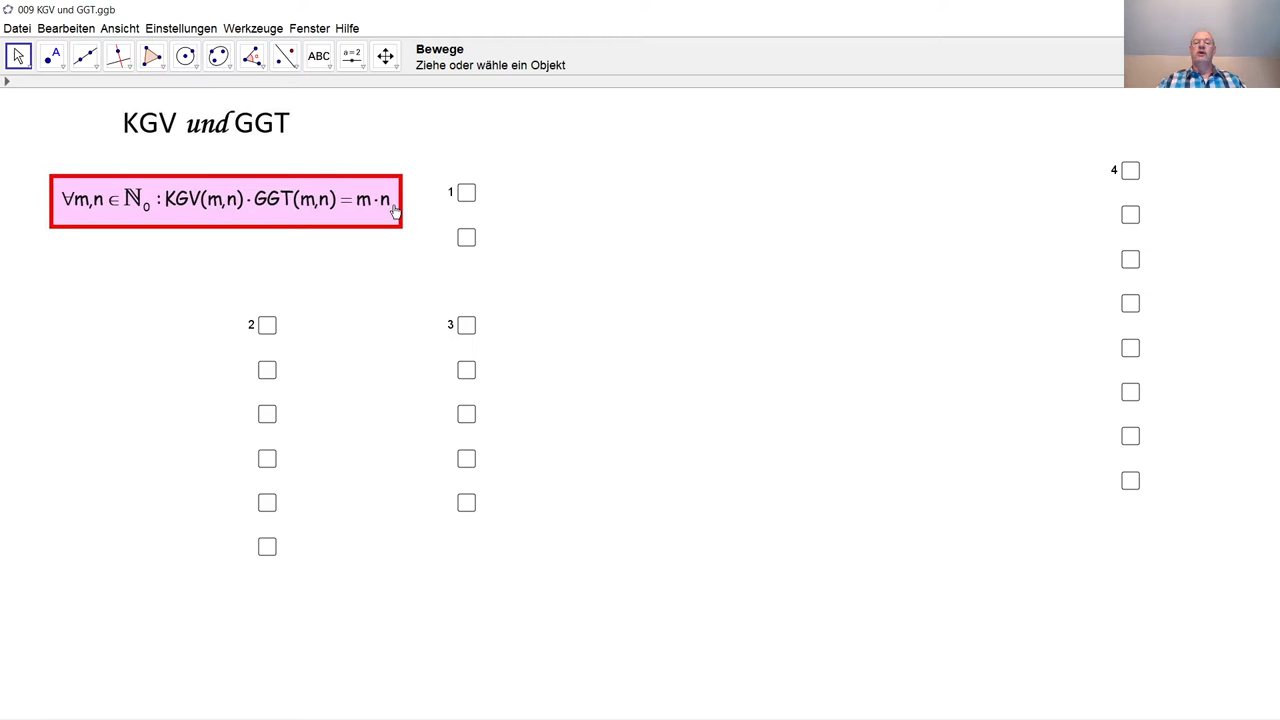 009 KGV und GGT.ggb
Datei Bearbeiten Ansicht Einstellungen Werkzeuge Fenster Hilfe
A
ABC
a=2
Bewege
Ziehe oder wähle ein Objekt
KGV und GGT
∀m,n ∈ ℕ₀ : KGV(m,n) · GGT(m,n) = m · n
1
2
3
4